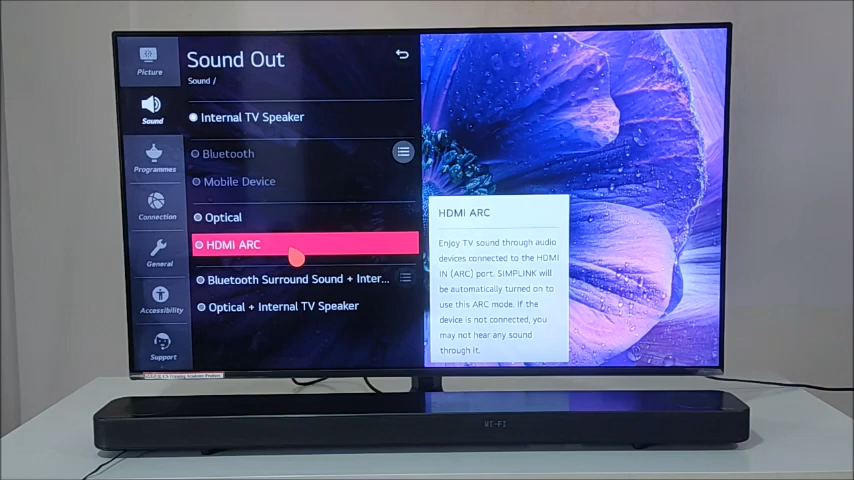 Picture
Sound
Programmes
Connection
General
Accessibility
Support
Sound Out
Sound /
Internal TV Speaker
Bluetooth
Mobile Device
Optical
HDMI ARC
Bluetooth Surround Sound + Inter...
Optical + Internal TV Speaker
HDMI ARC
Enjoy TV sound through audio
devices connected to the HDMI
IN (ARC) port. SIMPLINK will
be automatically turned on to
use this ARC mode. If the
device is not connected, you
may not hear any sound
through it.
WI-FI